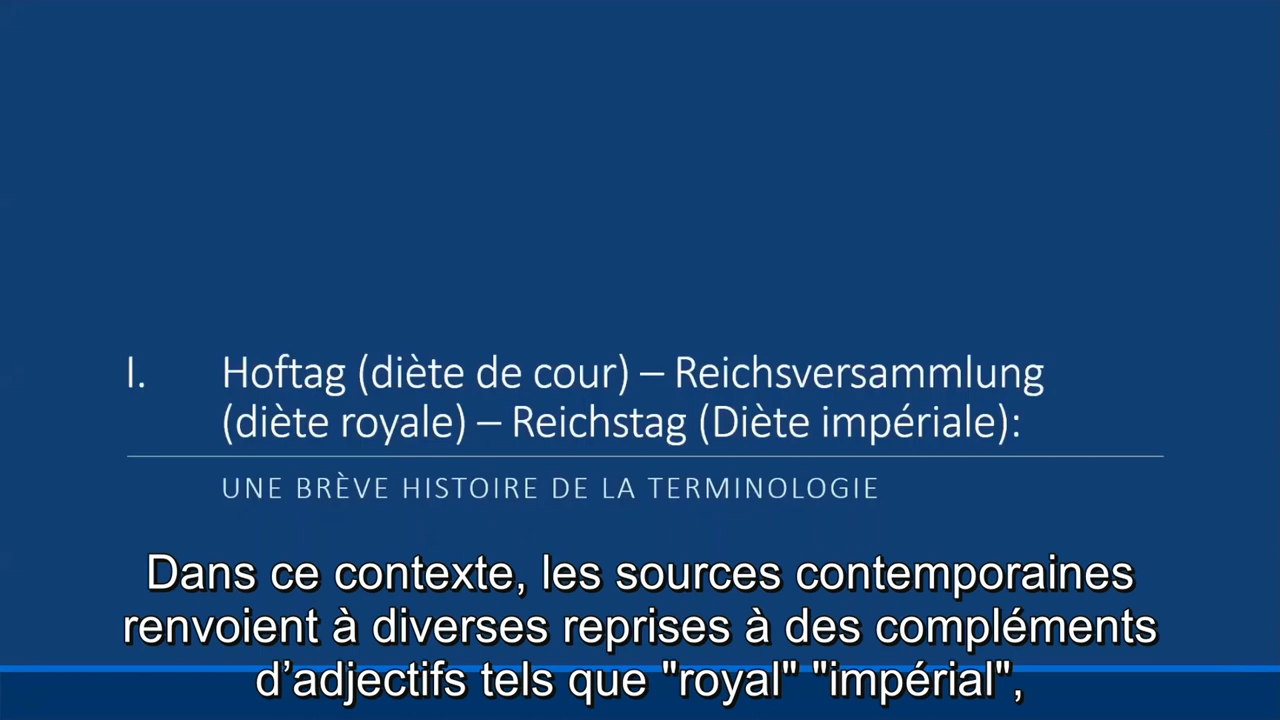 I. Hoftag (diète de cour) – Reichsversammlung
(diète royale) – Reichstag (Diète impériale):
UNE BRÈVE HISTOIRE DE LA TERMINOLOGIE
Dans ce contexte, les sources contemporaines
renvoient à diverses reprises à des compléments
d’adjectifs tels que "royal" "impérial",